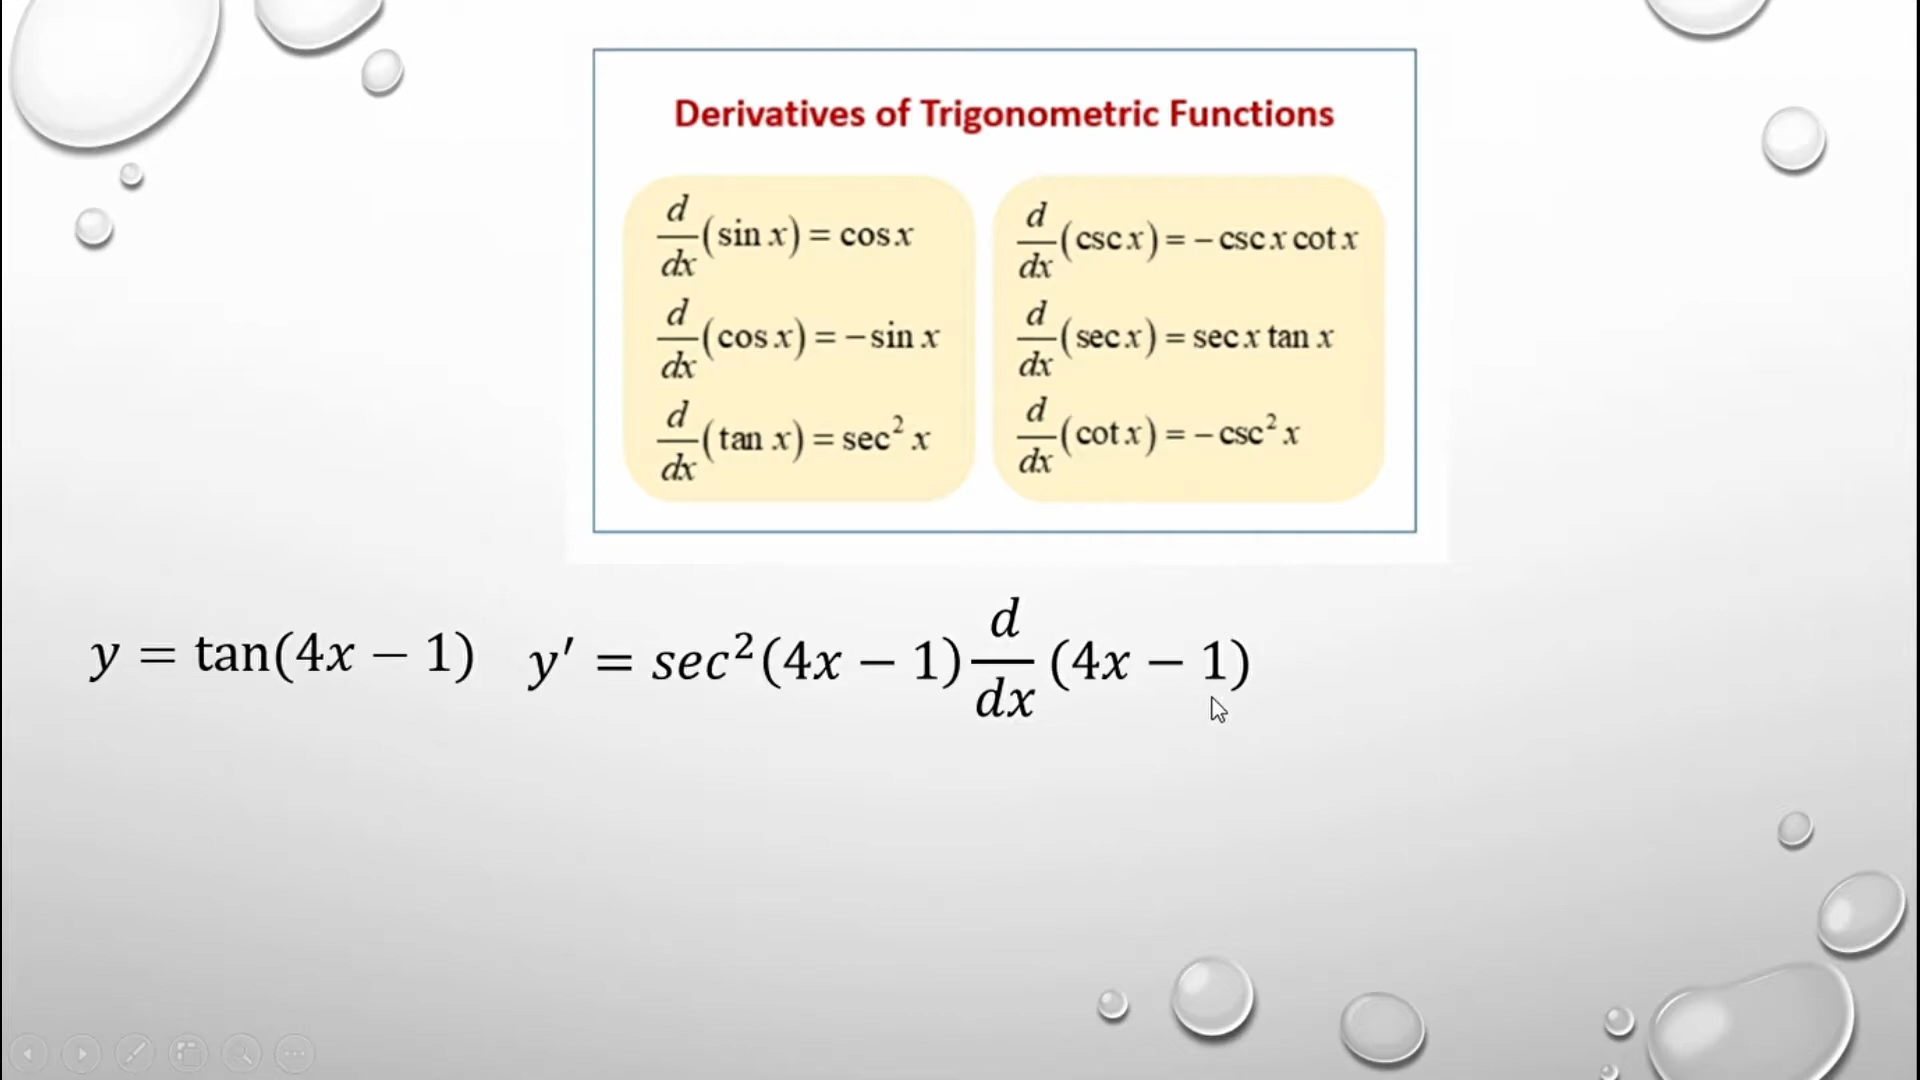 Derivatives of Trigonometric Functions
d/dx (sin x) = cos x
d/dx (cos x) = − sin x
d/dx (tan x) = sec² x
d/dx (csc x) = − csc x cot x
d/dx (sec x) = sec x tan x
d/dx (cot x) = − csc² x
y = tan(4x − 1) y′ = sec²(4x − 1) d/dx (4x − 1)